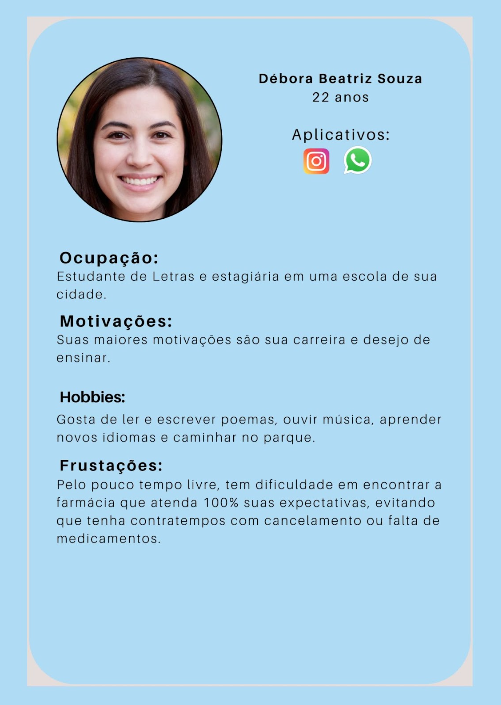 Débora Beatriz Souza
22 anos
Aplicativos:
Ocupação:
Estudante de Letras e estagiária em uma escola de sua
cidade.
Motivações:
Suas maiores motivações são sua carreira e desejo de
ensinar.
Hobbies:
Gosta de ler e escrever poemas, ouvir música, aprender
novos idiomas e caminhar no parque.
Frustações:
Pelo pouco tempo livre, tem dificuldade em encontrar a
farmácia que atenda 100% suas expectativas, evitando
que tenha contratempos com cancelamento ou falta de
medicamentos.